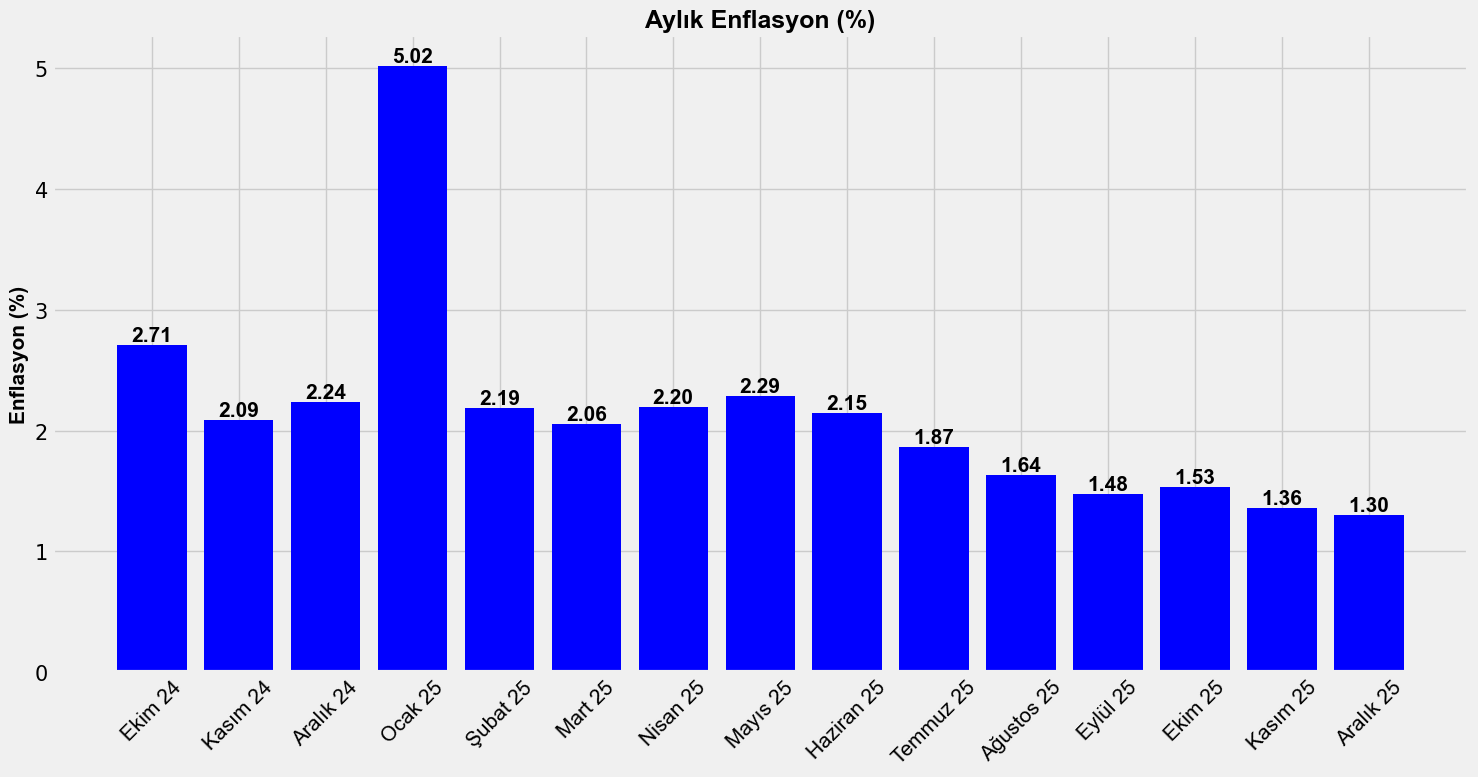 Aylık Enflasyon (%)
Enflasyon (%)
5
4
3
2
1
0
2.71
2.09
2.24
5.02
2.19
2.06
2.20
2.29
2.15
1.87
1.64
1.48
1.53
1.36
1.30
Ekim 24
Kasım 24
Aralık 24
Ocak 25
Şubat 25
Mart 25
Nisan 25
Mayıs 25
Haziran 25
Temmuz 25
Ağustos 25
Eylül 25
Ekim 25
Kasım 25
Aralık 25